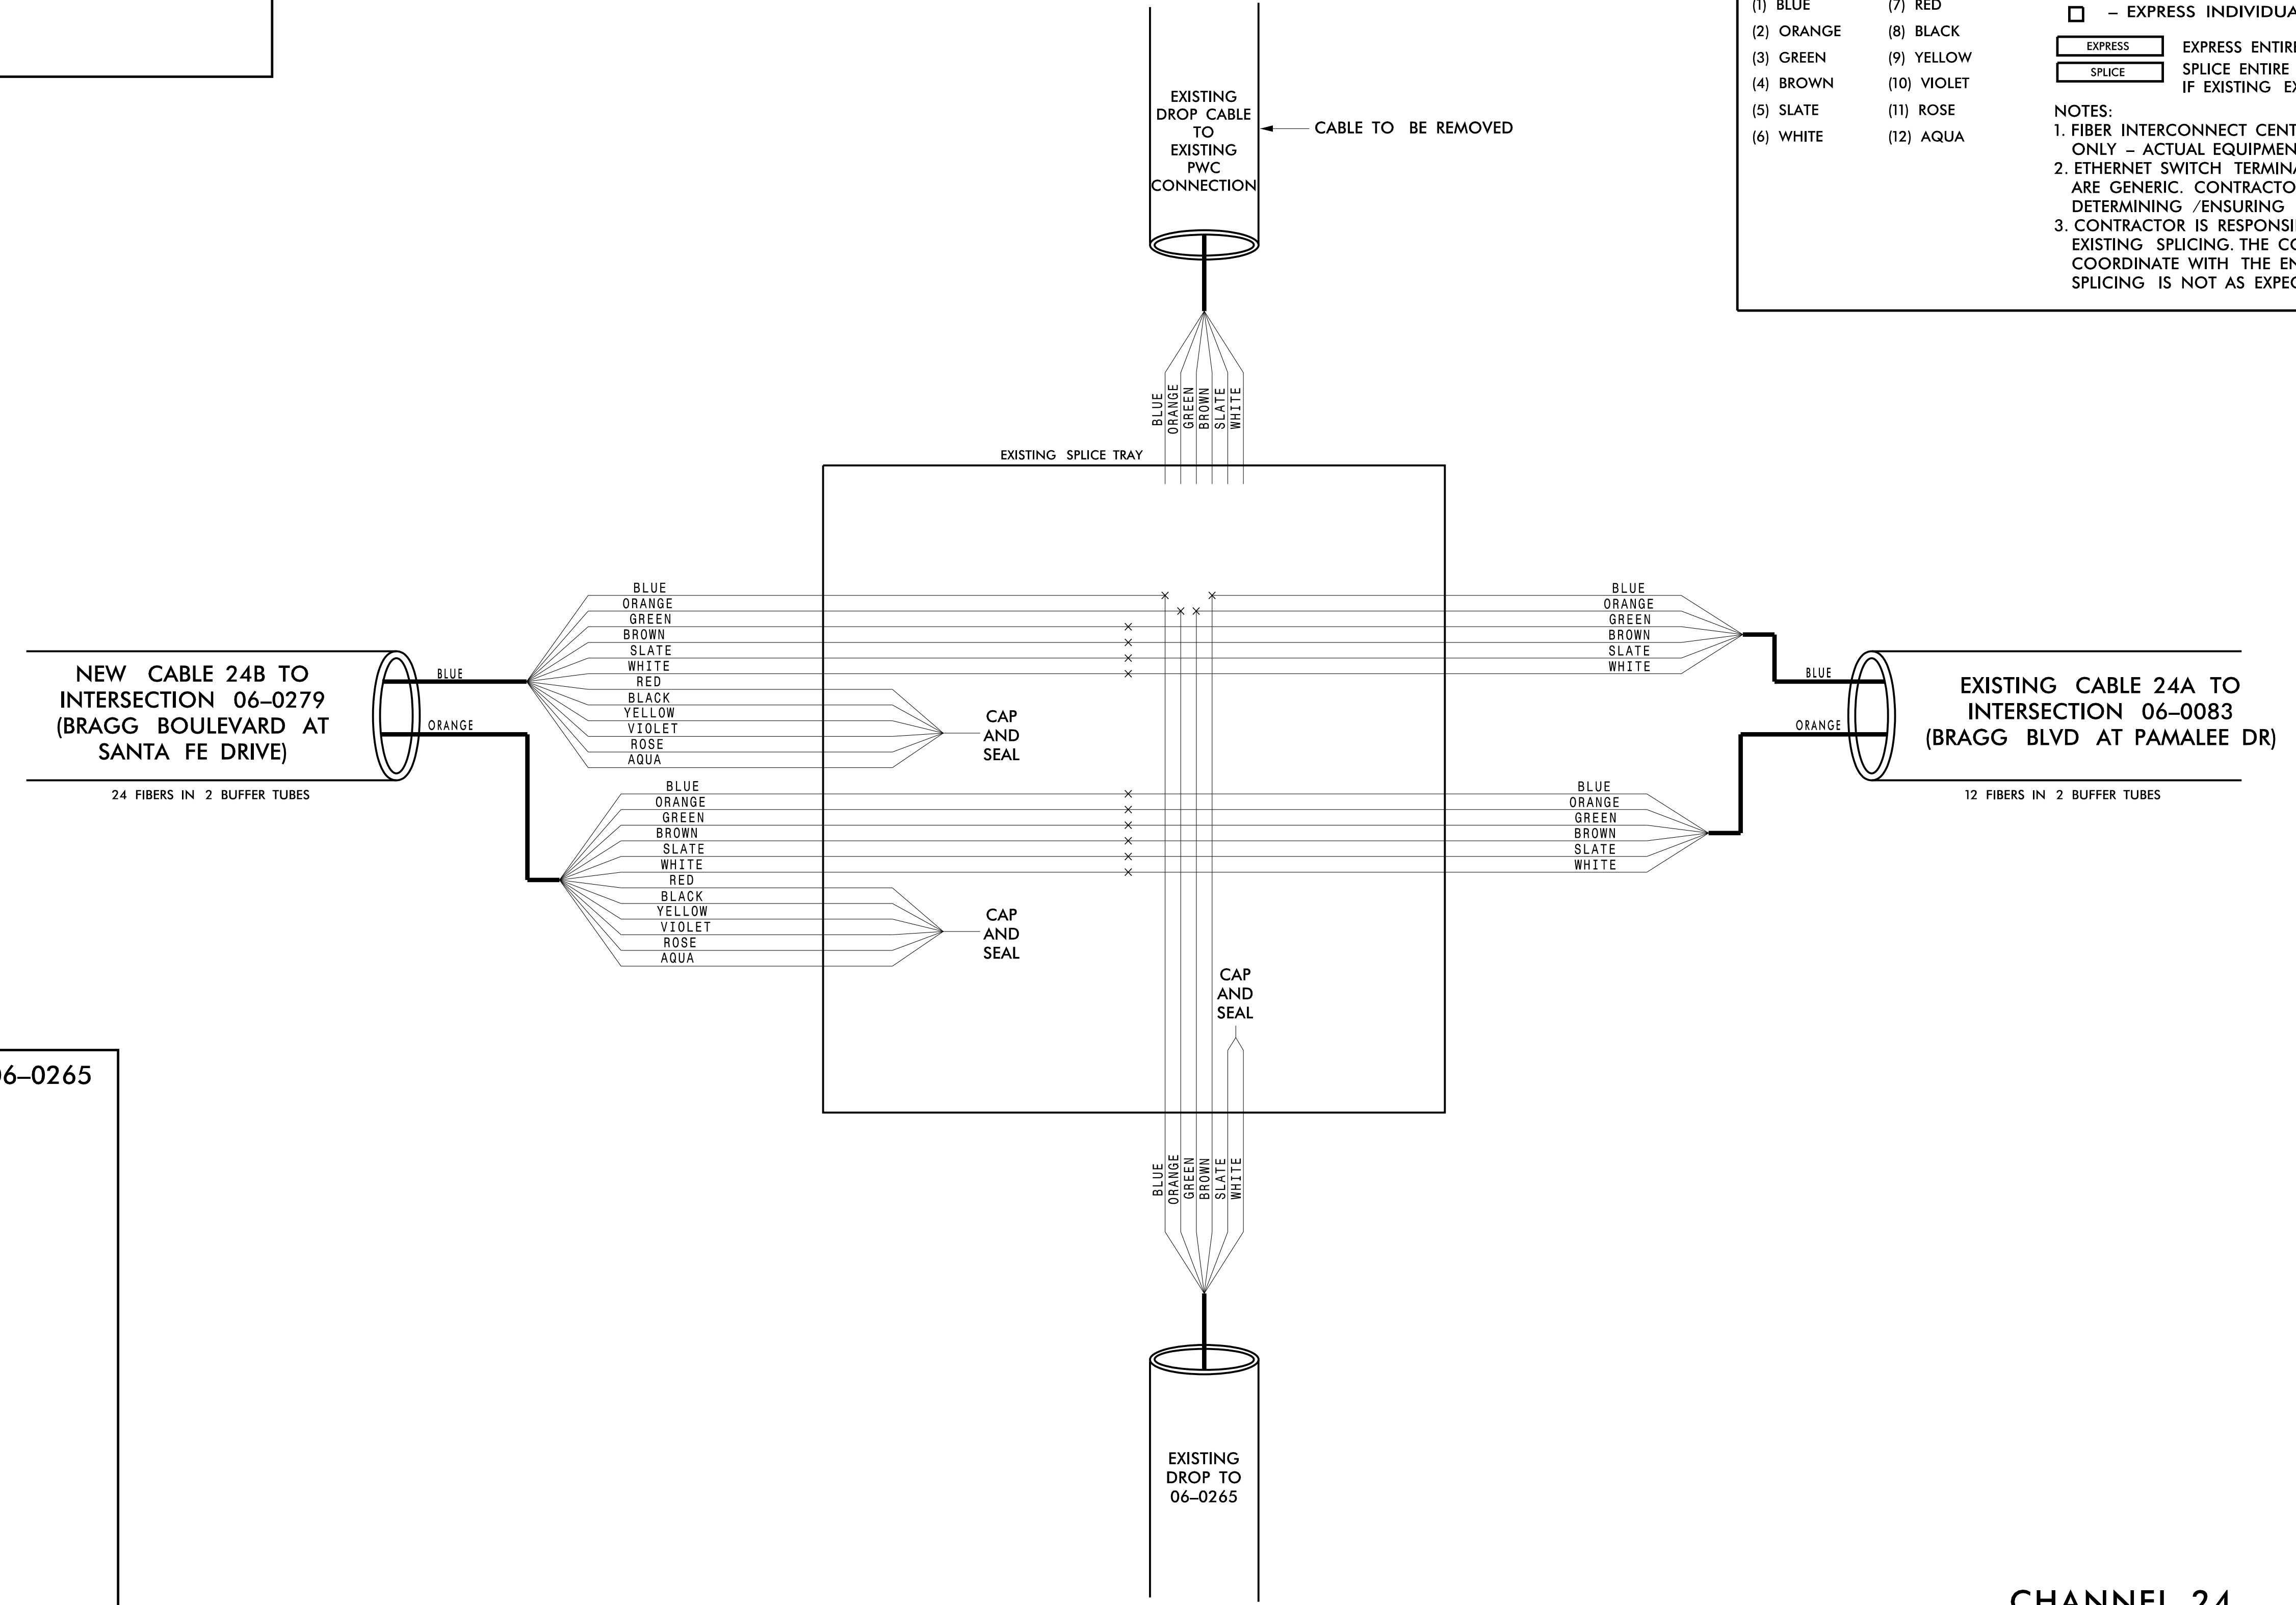 (1) BLUE
(2) ORANGE
(3) GREEN
(4) BROWN
(5) SLATE
(6) WHITE
(7) RED
(8) BLACK
(9) YELLOW
(10) VIOLET
(11) ROSE
(12) AQUA
– EXPRESS INDIVIDUA
EXPRESS
EXPRESS ENTIR
SPLICE
SPLICE ENTIRE
IF EXISTING E
NOTES:
1. FIBER INTERCONNECT CENT
ONLY – ACTUAL EQUIPMEN
2. ETHERNET SWITCH TERMINA
ARE GENERIC. CONTRACTO
DETERMINING /ENSURING
3. CONTRACTOR IS RESPONSI
EXISTING SPLICING. THE CO
COORDINATE WITH THE EN
SPLICING IS NOT AS EXPEC
EXISTING
DROP CABLE
TO
EXISTING
PWC
CONNECTION
CABLE TO BE REMOVED
BLUE
ORANGE
GREEN
BROWN
SLATE
WHITE
EXISTING SPLICE TRAY
NEW CABLE 24B TO
INTERSECTION 06–0279
(BRAGG BOULEVARD AT
SANTA FE DRIVE)
24 FIBERS IN 2 BUFFER TUBES
BLUE
ORANGE
BLUE
ORANGE
GREEN
BROWN
SLATE
WHITE
RED
BLACK
YELLOW
VIOLET
ROSE
AQUA
CAP
AND
SEAL
BLUE
ORANGE
GREEN
BROWN
SLATE
WHITE
RED
BLACK
YELLOW
VIOLET
ROSE
AQUA
CAP
AND
SEAL
BLUE
ORANGE
GREEN
BROWN
SLATE
WHITE
BLUE
ORANGE
GREEN
BROWN
SLATE
WHITE
BLUE
ORANGE
EXISTING CABLE 24A TO
INTERSECTION 06–0083
(BRAGG BLVD AT PAMALEE DR)
12 FIBERS IN 2 BUFFER TUBES
CAP
AND
SEAL
BLUE
ORANGE
GREEN
BROWN
SLATE
WHITE
EXISTING
DROP TO
06–0265
6–0265
CHANNEL 24